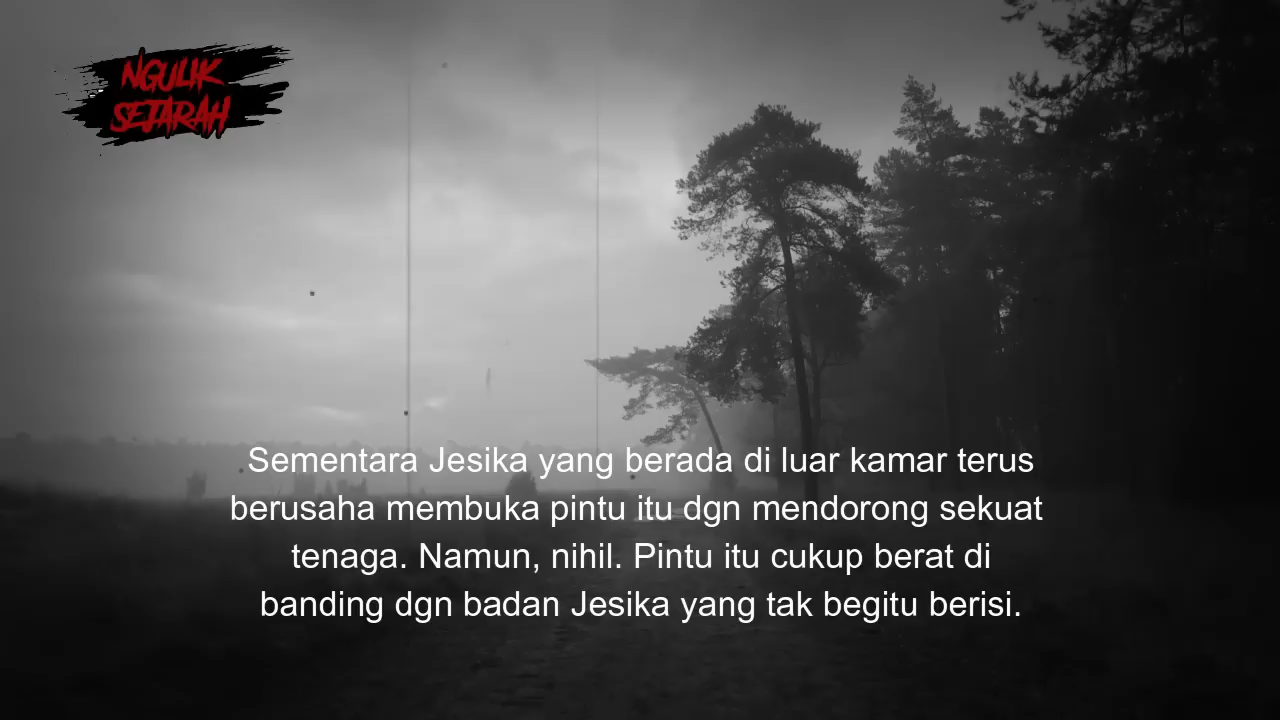 NGULIK
SEJARAH
Sementara Jesika yang berada di luar kamar terus
berusaha membuka pintu itu dgn mendorong sekuat
tenaga. Namun, nihil. Pintu itu cukup berat di
banding dgn badan Jesika yang tak begitu berisi.